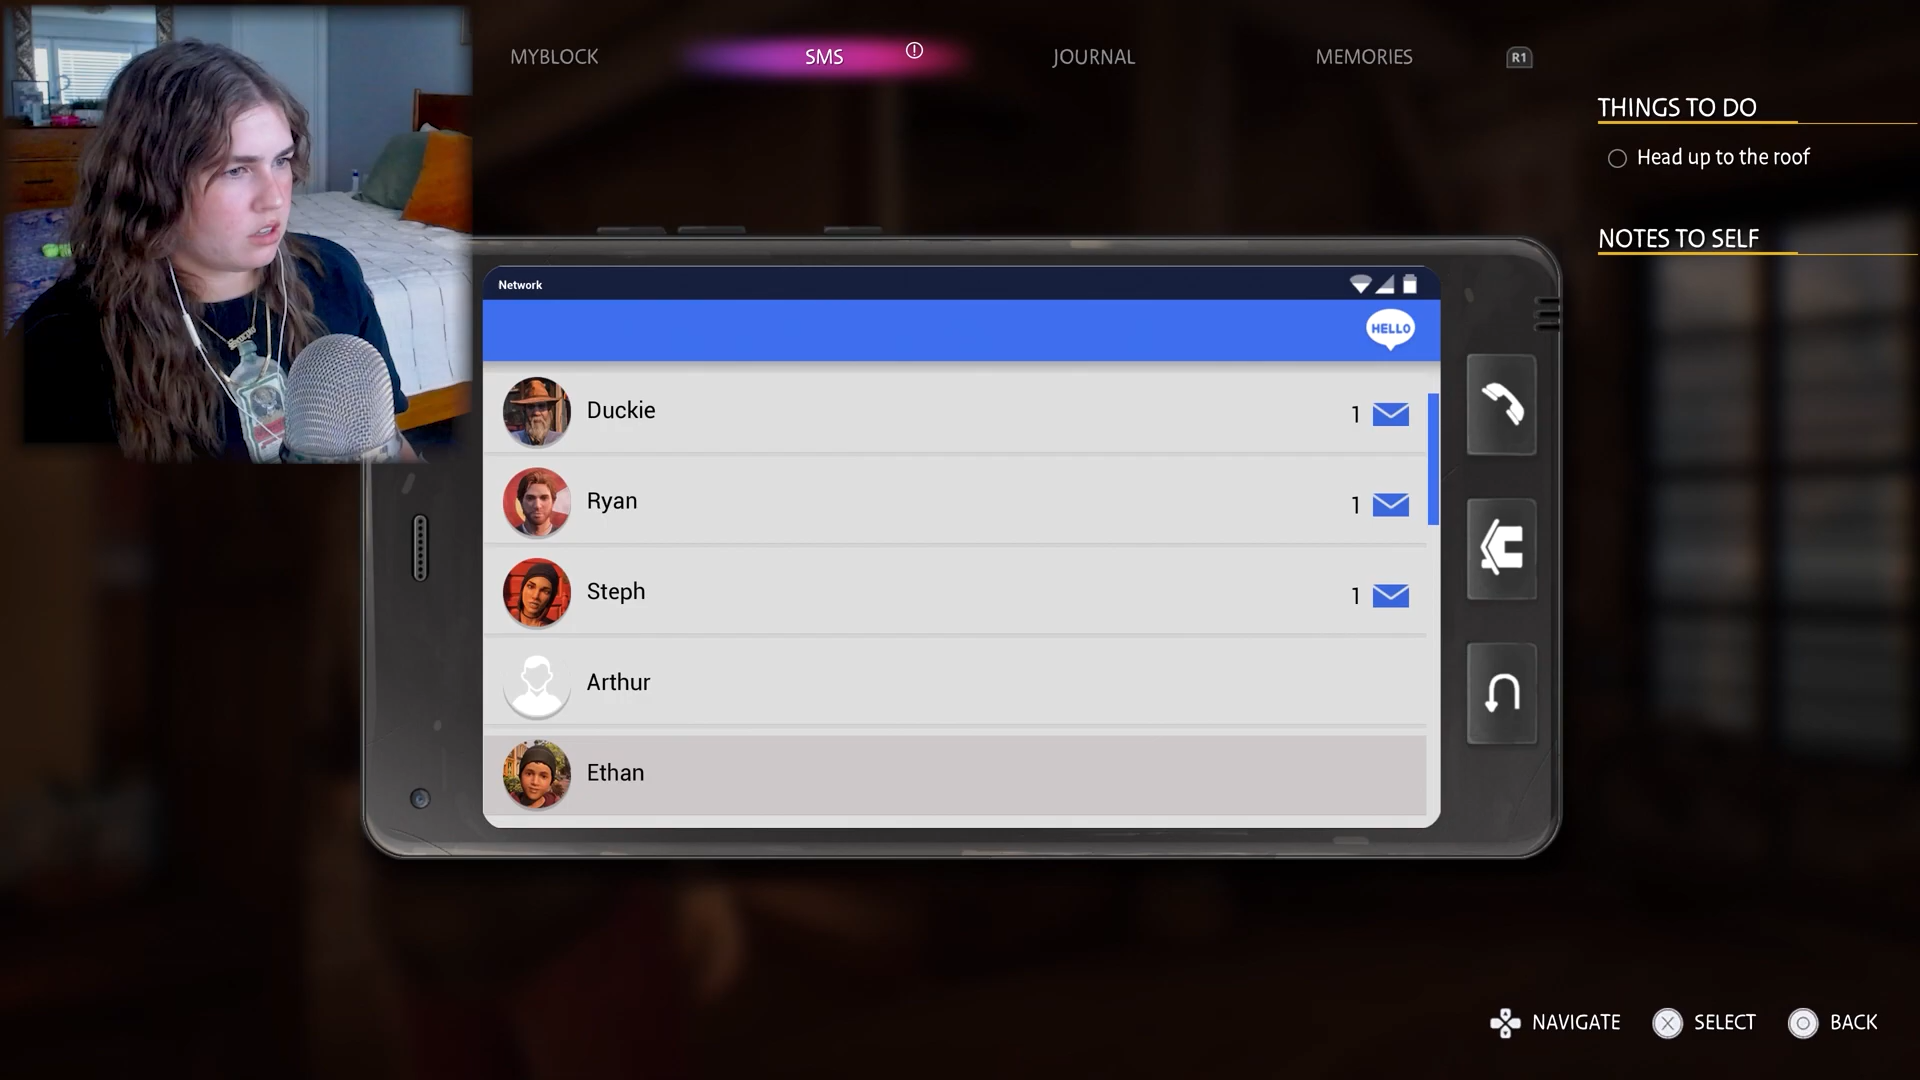 MYBLOCK
SMS
JOURNAL
MEMORIES
R1
THINGS TO DO
Head up to the roof
NOTES TO SELF
Network
HELLO
Duckie
1
Ryan
1
Steph
1
Arthur
Ethan
NAVIGATE
SELECT
BACK